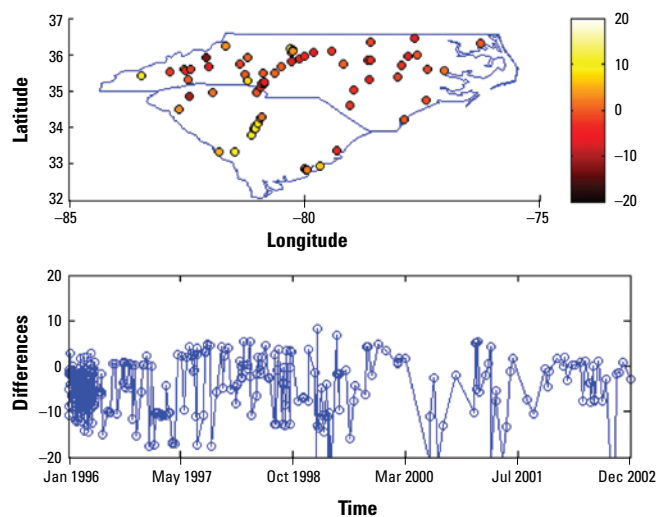 37
36
35
34
33
32
Latitude
−85
−80
−75
Longitude
20
10
0
−10
−20
20
10
0
−10
−20
Differences
Jan 1996
May 1997
Oct 1998
Mar 2000
Jul 2001
Dec 2002
Time